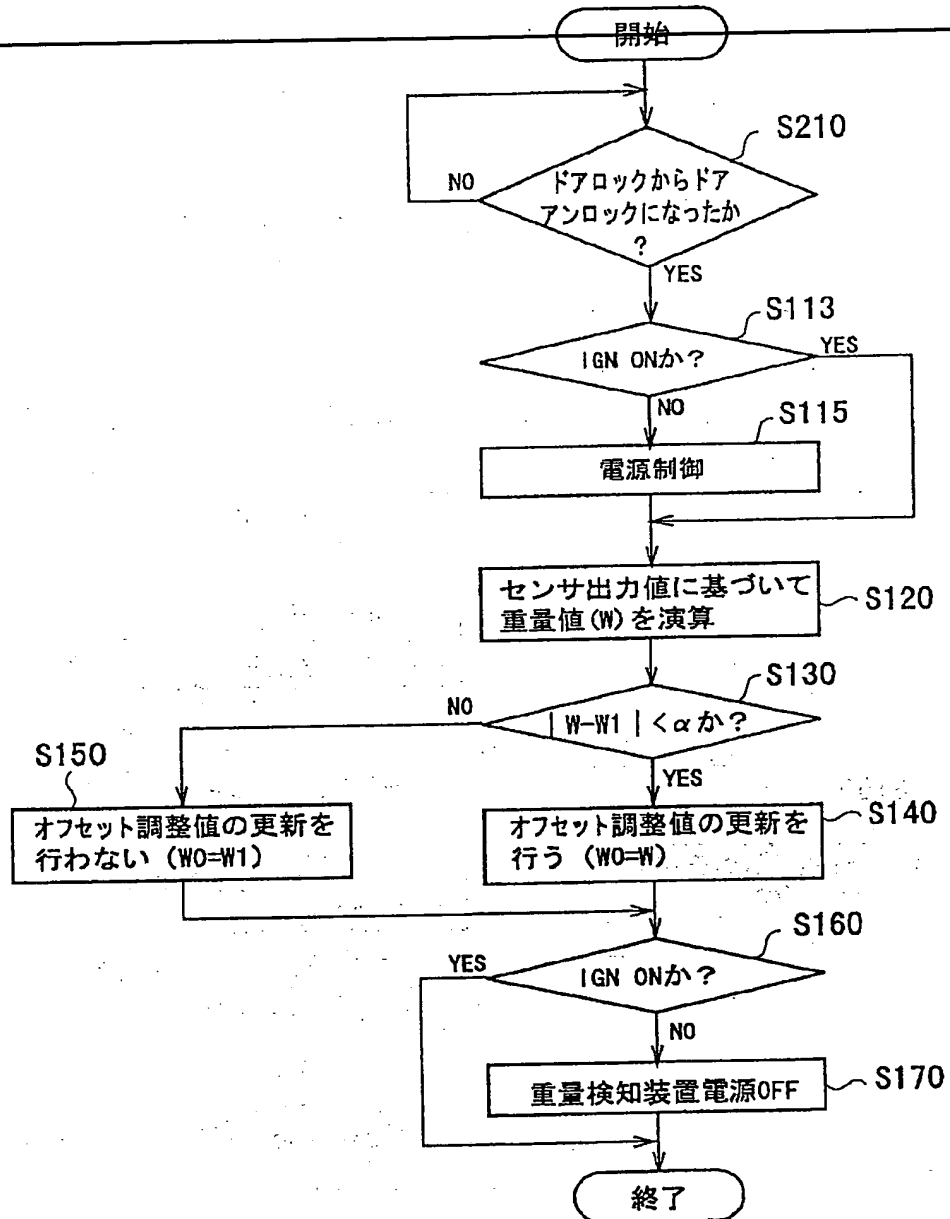 開始
S210
ドアロックからドア
アンロックになったか
?
NO
YES
S113
IGN ONか?
YES
NO
S115
電源制御
センサ出力値に基づいて
重量値(W)を演算
S120
S130
|W-W1|<αか?
NO
YES
S150
オフセット調整値の更新を
行わない (W0=W1)
S140
オフセット調整値の更新を
行う (W0=W)
S160
IGN ONか?
YES
NO
重量検知装置電源OFF
S170
終了